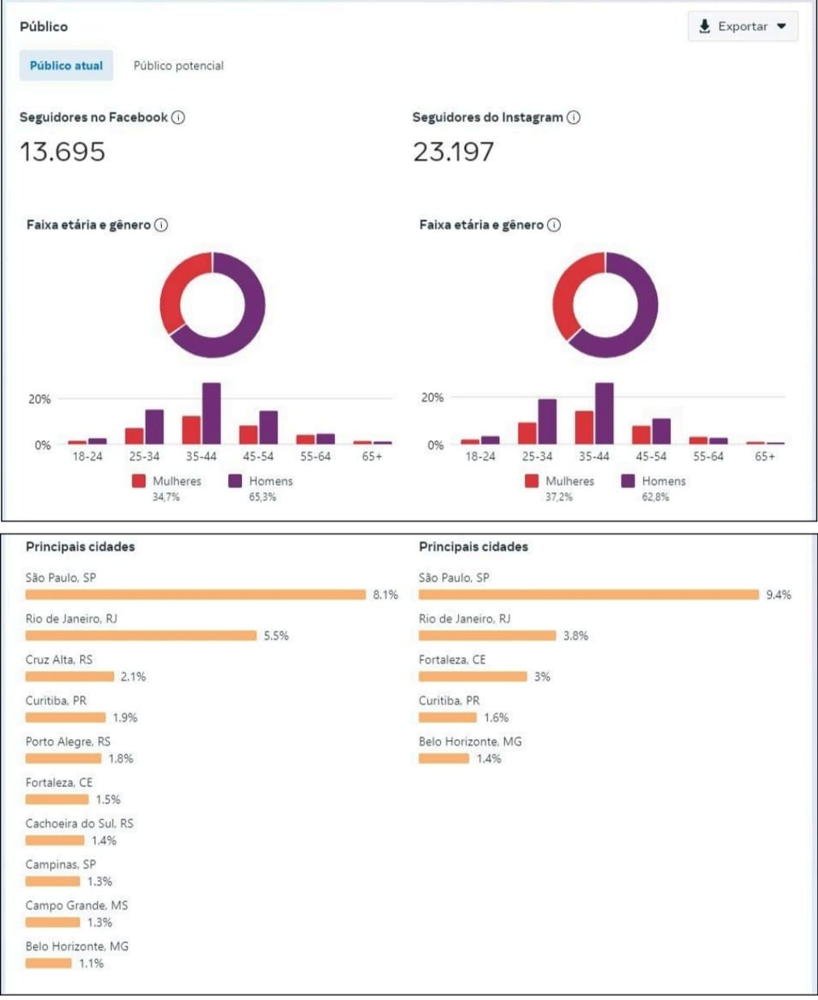 Público
Exportar
Público atual
Público potencial
Seguidores no Facebook
13.695
Faixa etária e gênero
20%
0%
18-24 25-34 35-44 45-54 55-64 65+
Mulheres Homens
34,7% 65,3%
Seguidores do Instagram
23.197
Faixa etária e gênero
20%
0%
18-24 25-34 35-44 45-54 55-64 65+
Mulheres Homens
37,2% 62,8%
Principais cidades
São Paulo, SP
8.1%
Rio de Janeiro, RJ
5.5%
Cruz Alta, RS
2.1%
Curitiba, PR
1.9%
Porto Alegre, RS
1.8%
Fortaleza, CE
1.5%
Cachoeira do Sul, RS
1.4%
Campinas, SP
1.3%
Campo Grande, MS
1.3%
Belo Horizonte, MG
1.1%
Principais cidades
São Paulo, SP
9.4%
Rio de Janeiro, RJ
3.8%
Fortaleza, CE
3%
Curitiba, PR
1.6%
Belo Horizonte, MG
1.4%